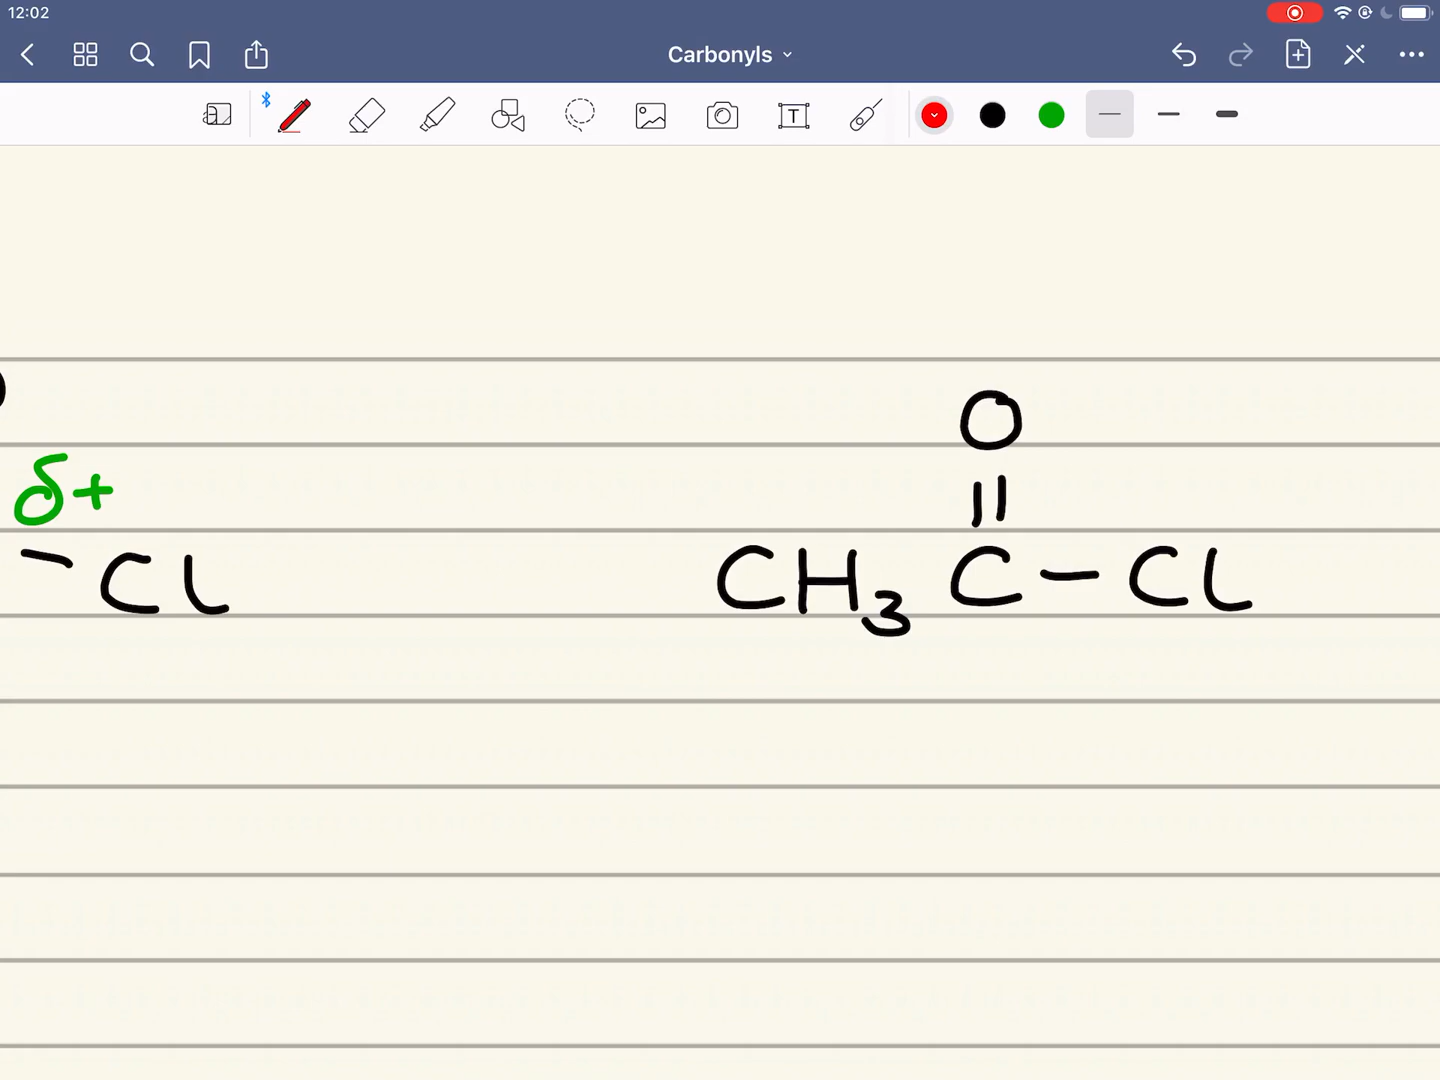 12:02
Carbonyls
T
O
δ+
||
— Cl
CH₃ C — Cl